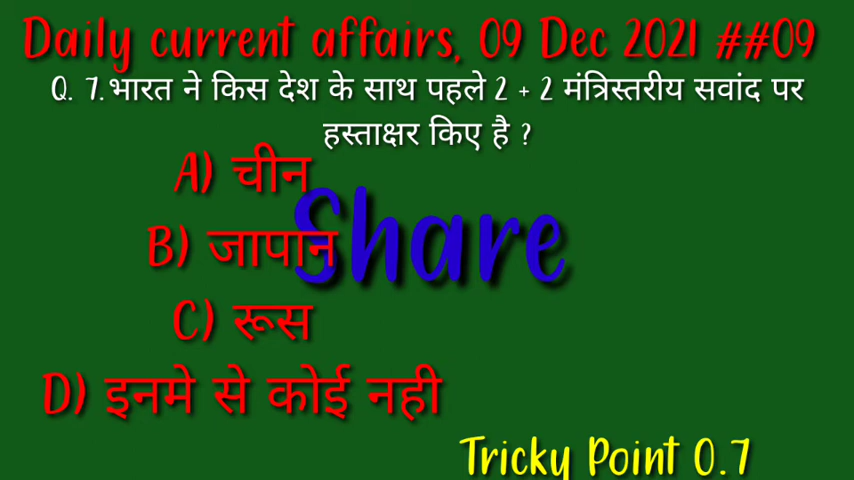 Daily current affairs, 09 Dec 2021 ##09
Q. 7.भारत ने किस देश के साथ पहले 2 + 2 मंत्रिस्तरीय सवांद पर
हस्ताक्षर किए है ?
A) चीन
Share
B) जापान
C) रूस
D) इनमे से कोई नही
Tricky Point 0.7